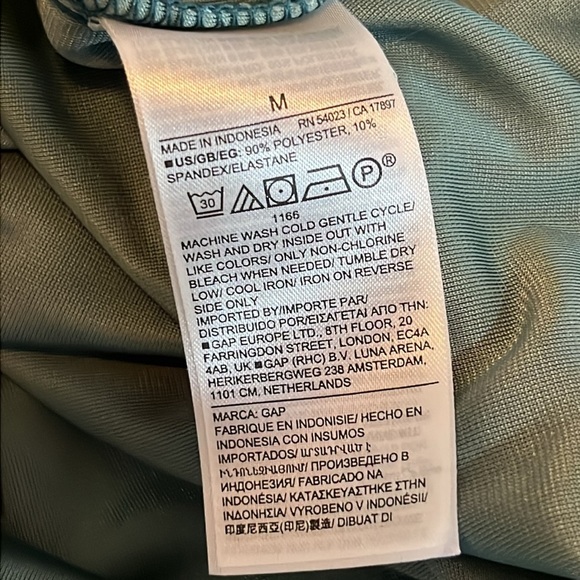 M
MADE IN INDONESIA RN 54023 / CA 17897
■US/GB/EG: 90% POLYESTER, 10%
SPANDEX/ELASTANE
30 P®
1166
MACHINE WASH COLD GENTLE CYCLE/
WASH AND DRY INSIDE OUT WITH
LIKE COLORS/ ONLY NON-CHLORINE
BLEACH WHEN NEEDED/ TUMBLE DRY
LOW/ COOL IRON/ IRON ON REVERSE
SIDE ONLY
IMPORTED BY/IMPORTE PAR/
DISTRIBUIDO POR/ΕΙΣΑΓΕΤΑΙ ΑΠΟ ΤΗΝ:
■GAP EUROPE LTD., 8TH FLOOR, 20
FARRINGDON STREET, LONDON, EC4A
4AB, UK ■GAP (RHC) B.V. LUNA ARENA,
HERIKERBERGWEG 238 AMSTERDAM,
1101 CM, NETHERLANDS
MARCA: GAP
FABRIQUE EN INDONISIE/ HECHO EN
INDONESIA CON INSUMOS
IMPORTADOS/ ԱՐՏԱԴՐՎԱԾ Է
ԻՆԴՈՆԵԶԻԱՅՈՒՄ/ ПРОИЗВЕДЕНО В
ИНДОНЕЗИИ/ FABRICADO NA
INDONÉSIA/ ΚΑΤΑΣΚΕΥΑΣΤΗΚΕ ΣΤΗΝ
ΙΝΔΟΝΗΣΙΑ/ VYROBENO V INDONÉSII/
印度尼西亞(印尼)製造/ DIBUAT DI